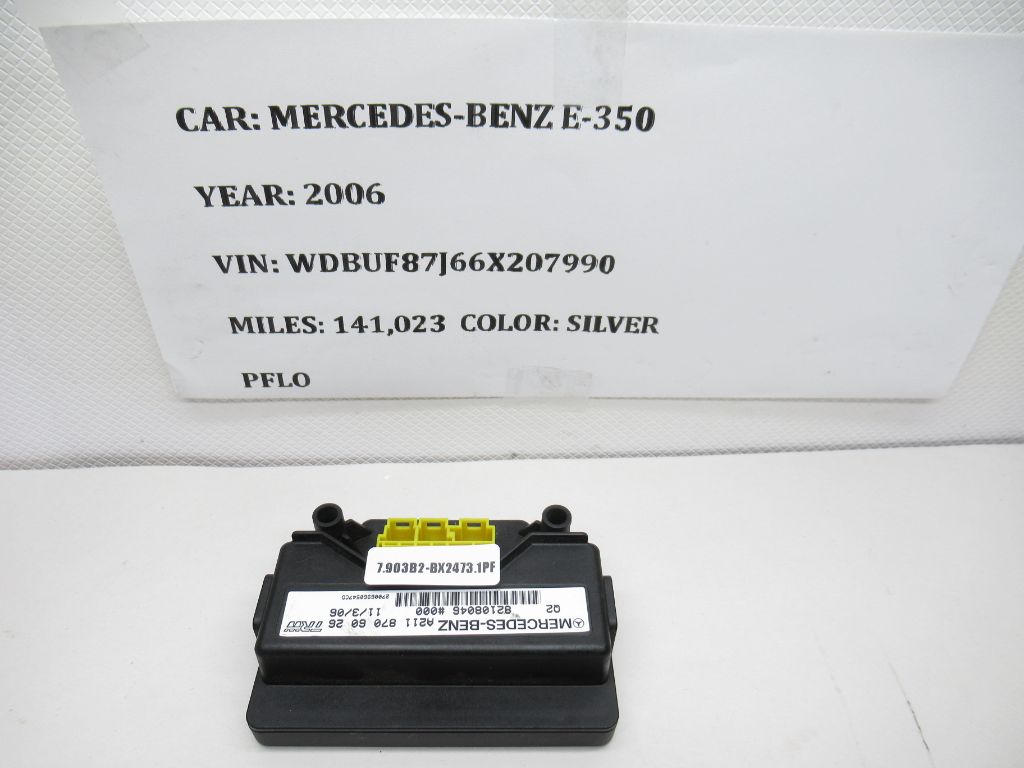 CAR: MERCEDES-BENZ E-350
YEAR: 2006
VIN: WDBUF87J66X207990
MILES: 141,023 COLOR: SILVER
PFLO
7.903B2-BX2473.1PF
MERCEDES-BENZ
A211 870 60 26
TRW
Q2 82108046 #000 11/3/06